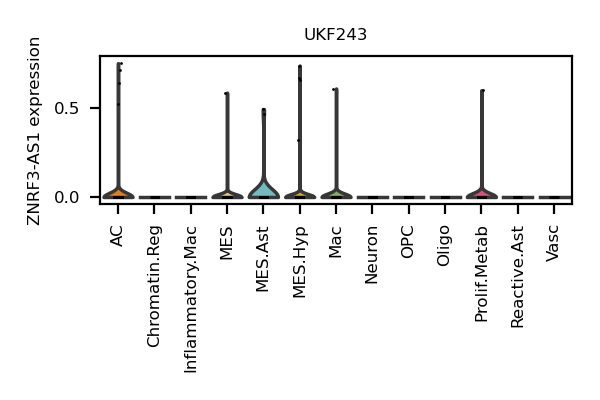 UKF243
ZNRF3-AS1 expression
0.5
0.0
AC
Chromatin.Reg
Inflammatory.Mac
MES
MES.Ast
MES.Hyp
Mac
Neuron
OPC
Oligo
Prolif.Metab
Reactive.Ast
Vasc